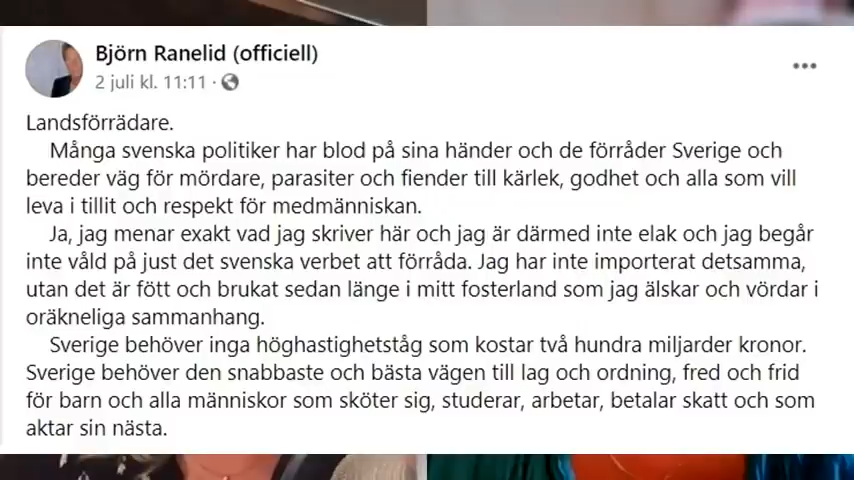 Björn Ranelid (officiell)
2 juli kl. 11:11 ·
Landsförrädare.
Många svenska politiker har blod på sina händer och de förråder Sverige och
bereder väg för mördare, parasiter och fiender till kärlek, godhet och alla som vill
leva i tillit och respekt för medmänniskan.
Ja, jag menar exakt vad jag skriver här och jag är därmed inte elak och jag begår
inte våld på just det svenska verbet att förråda. Jag har inte importerat detsamma,
utan det är fött och brukat sedan länge i mitt fosterland som jag älskar och vördar i
oräkneliga sammanhang.
Sverige behöver inga höghastighetståg som kostar två hundra miljarder kronor.
Sverige behöver den snabbaste och bästa vägen till lag och ordning, fred och frid
för barn och alla människor som sköter sig, studerar, arbetar, betalar skatt och som
aktar sin nästa.